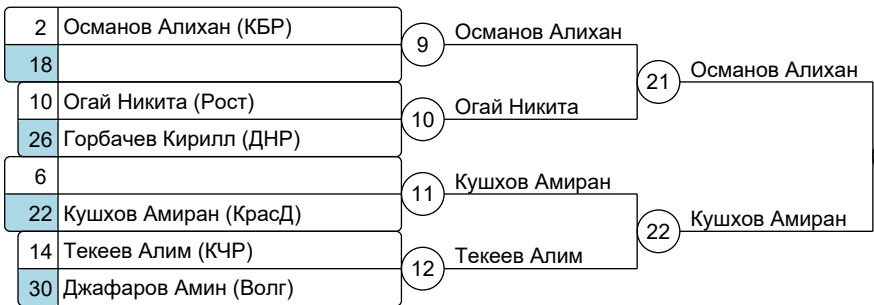 2 Османов Алихан (КБР)
18
9 Османов Алихан
10 Огай Никита (Рост)
26 Горбачев Кирилл (ДНР)
10 Огай Никита
21 Османов Алихан
6
22 Кушхов Амиран (КрасД)
11 Кушхов Амиран
14 Текеев Алим (КЧР)
30 Джафаров Амин (Волг)
12 Текеев Алим
22 Кушхов Амиран